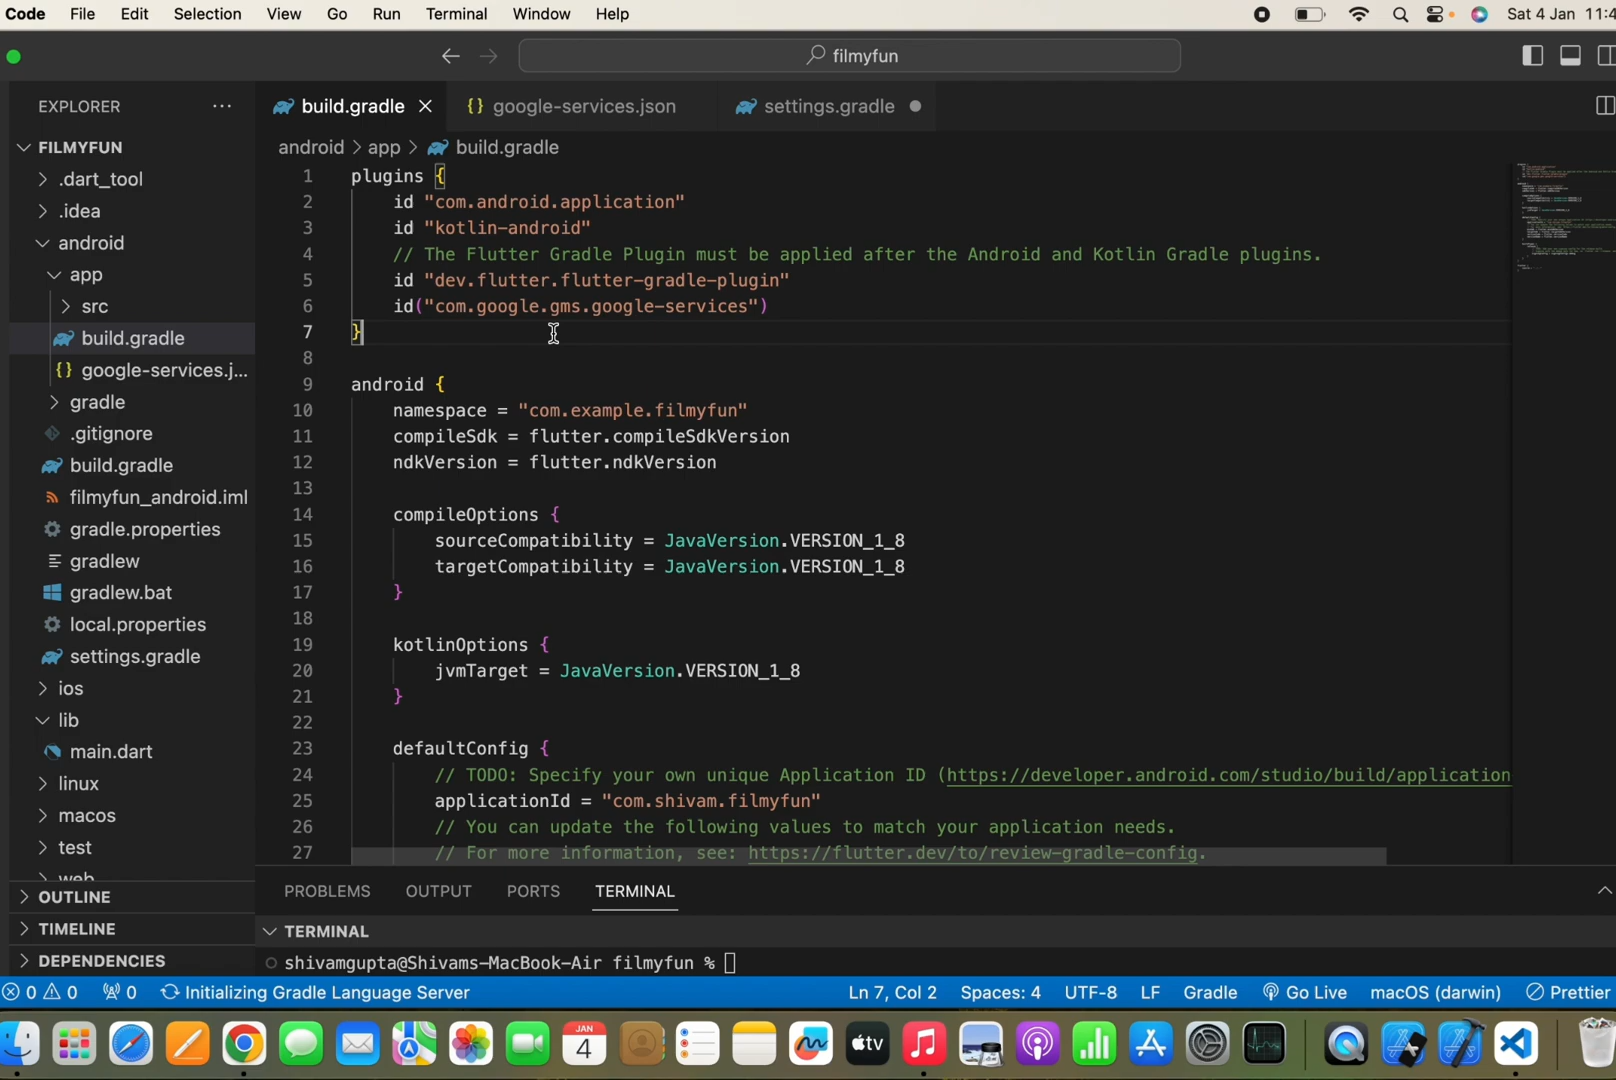 Code File Edit Selection View Go Run Terminal Window Help Sat 4 Jan 11:4
filmyfun
EXPLORER ...
build.gradle google-services.json settings.gradle
FILMYFUN
.dart_tool
.idea
android
app
src
build.gradle
google-services.j...
gradle
.gitignore
build.gradle
filmyfun_android.iml
gradle.properties
gradlew
gradlew.bat
local.properties
settings.gradle
ios
lib
main.dart
linux
macos
test
web
OUTLINE
TIMELINE
DEPENDENCIES
android > app > build.gradle
1 plugins {
2 id "com.android.application"
3 id "kotlin-android"
4 // The Flutter Gradle Plugin must be applied after the Android and Kotlin Gradle plugins.
5 id "dev.flutter.flutter-gradle-plugin"
6 id("com.google.gms.google-services")
7 }
8
9 android {
10 namespace = "com.example.filmyfun"
11 compileSdk = flutter.compileSdkVersion
12 ndkVersion = flutter.ndkVersion
13
14 compileOptions {
15 sourceCompatibility = JavaVersion.VERSION_1_8
16 targetCompatibility = JavaVersion.VERSION_1_8
17 }
18
19 kotlinOptions {
20 jvmTarget = JavaVersion.VERSION_1_8
21 }
22
23 defaultConfig {
24 // TODO: Specify your own unique Application ID (https://developer.android.com/studio/build/application
25 applicationId = "com.shivam.filmyfun"
26 // You can update the following values to match your application needs.
27 // For more information, see: https://flutter.dev/to/review-gradle-config.
PROBLEMS OUTPUT PORTS TERMINAL
TERMINAL
shivamgupta@Shivams-MacBook-Air filmyfun %
0 0 0 Initializing Gradle Language Server Ln 7, Col 2 Spaces: 4 UTF-8 LF Gradle Go Live macOS (darwin) Prettier
JAN
4
tv